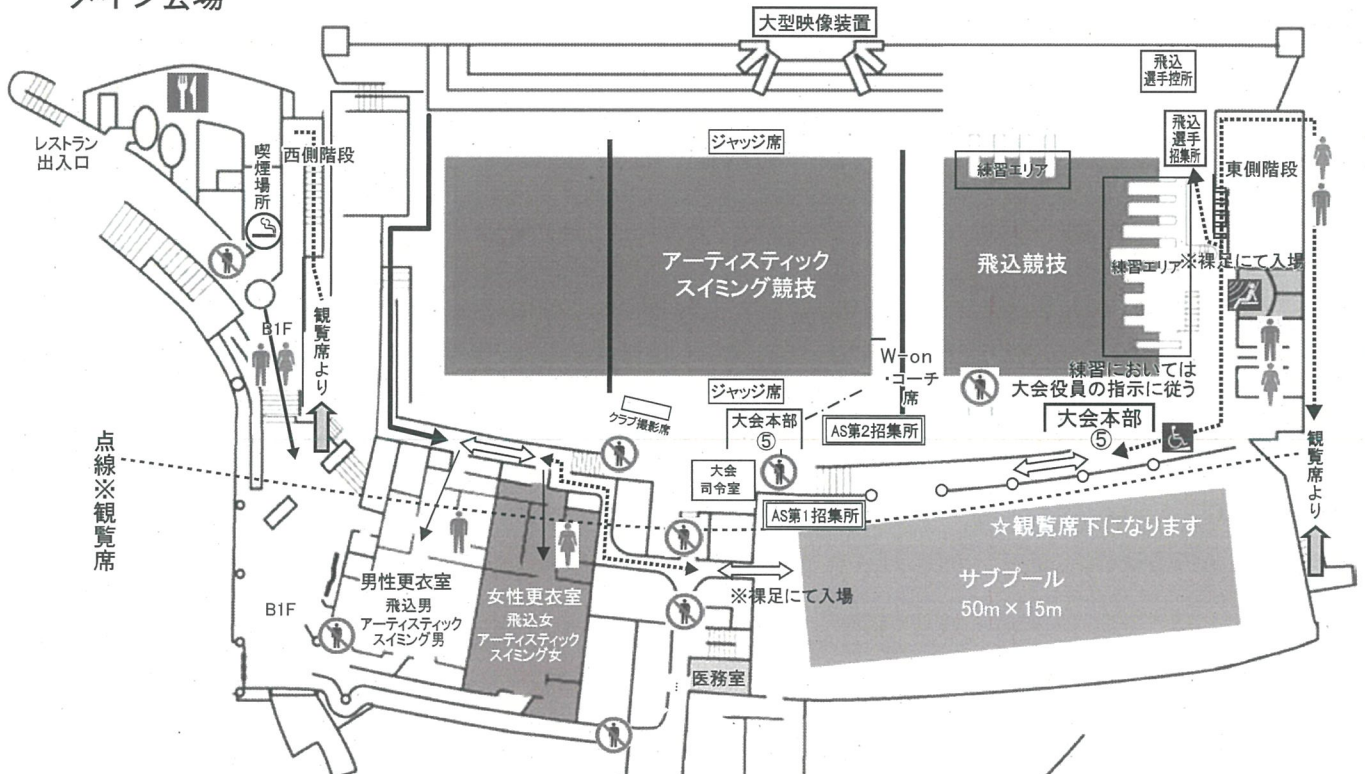 メイン会場
大型映像装置
飛込
選手控所
飛込
選手
招集所
レストラン
出入口
喫煙場所
西側階段
ジャッジ席
練習エリア
東側階段
アーティスティック
スイミング競技
飛込競技
練習エリア
※裸足にて入場
B1F
観覧席より
W-on
・コーチ
席
練習においては
大会役員の指示に従う
ジャッジ席
クラブ撮影席
大会本部
⑤
AS第2招集所
大会本部
⑤
観覧席より
点線※観覧席
大会
司令室
AS第1招集所
☆観覧席下になります
サブプール
50m×15m
※裸足にて入場
B1F
男性更衣室
飛込男
アーティスティック
スイミング男
女性更衣室
飛込女
アーティスティック
スイミング女
医務室